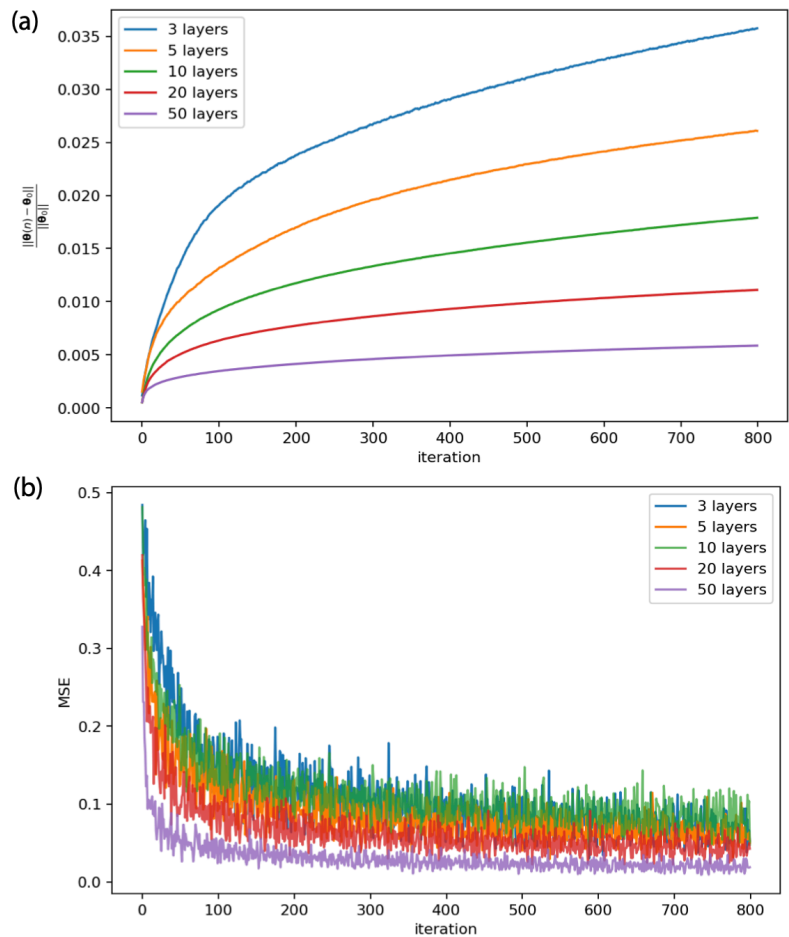 (a)
0.035
0.030
0.025
0.020
0.015
0.010
0.005
0.000
||θ(n) − θ₀||
||θ₀||
3 layers
5 layers
10 layers
20 layers
50 layers
0 100 200 300 400 500 600 700 800
iteration
(b)
0.5
0.4
0.3
0.2
0.1
0.0
MSE
3 layers
5 layers
10 layers
20 layers
50 layers
0 100 200 300 400 500 600 700 800
iteration